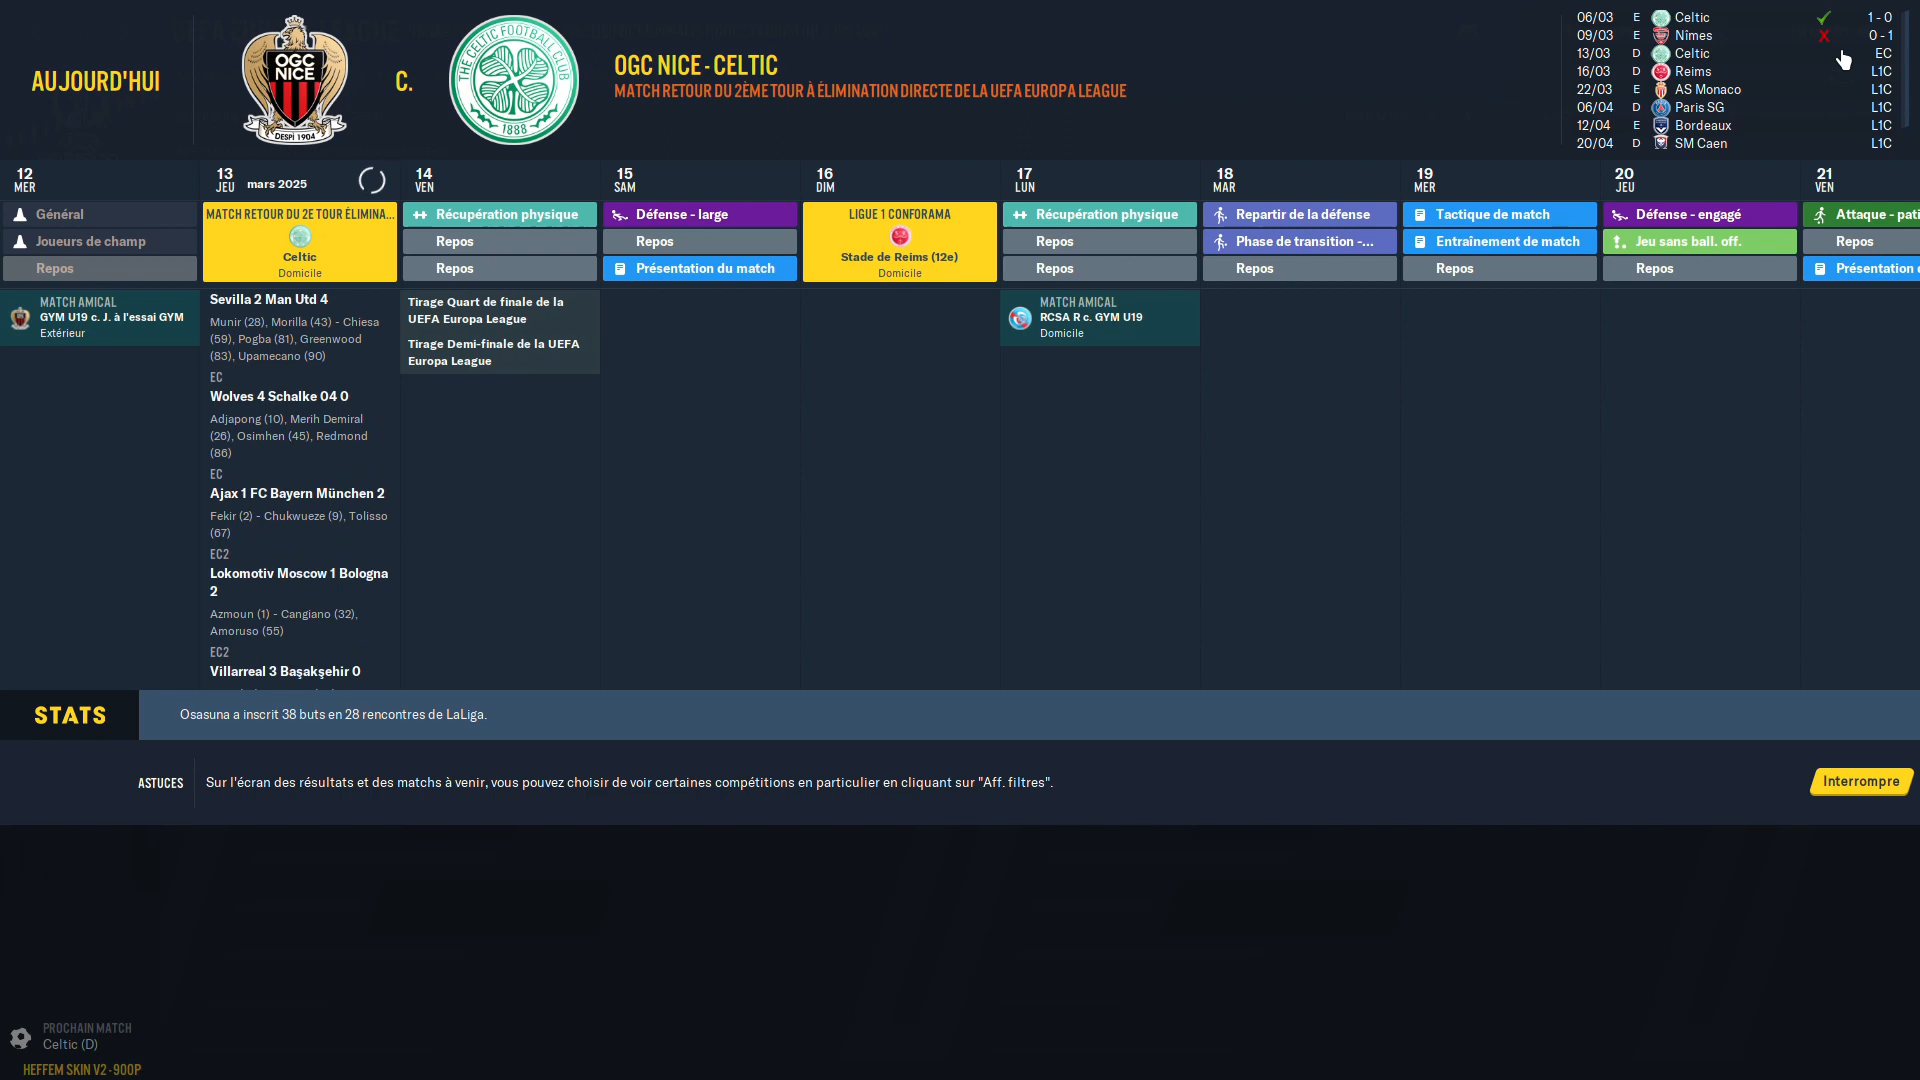 AUJOURD'HUI
OGC
NICE
DESPÍ 1904
C.
THE CELTIC FOOTBALL CLUB
1888
OGC NICE - CELTIC
MATCH RETOUR DU 2ÈME TOUR À ÉLIMINATION DIRECTE DE LA UEFA EUROPA LEAGUE
06/03 E Celtic 1 - 0
09/03 E Nîmes X 0 - 1
13/03 D Celtic EC
16/03 D Reims L1C
22/03 E AS Monaco L1C
06/04 D Paris SG L1C
12/04 E Bordeaux L1C
20/04 D SM Caen L1C
12
MER
Général
Joueurs de champ
Repos
MATCH AMICAL
GYM U19 c. J. à l'essai GYM
Extérieur
13
JEU mars 2025
MATCH RETOUR DU 2E TOUR ÉLIMINA...
Celtic
Domicile
Sevilla 2 Man Utd 4
Munir (28), Morilla (43) - Chiesa
(59), Pogba (81), Greenwood
(83), Upamecano (90)
EC
Wolves 4 Schalke 04 0
Adjapong (10), Merih Demiral
(26), Osimhen (45), Redmond
(86)
EC
Ajax 1 FC Bayern München 2
Fekir (2) - Chukwueze (9), Tolisso
(67)
EC2
Lokomotiv Moscow 1 Bologna
2
Azmoun (1) - Cangiano (32),
Amoruso (55)
EC2
Villarreal 3 Başakşehir 0
14
VEN
Récupération physique
Repos
Repos
Tirage Quart de finale de la
UEFA Europa League
Tirage Demi-finale de la UEFA
Europa League
15
SAM
Défense - large
Repos
Présentation du match
16
DIM
LIGUE 1 CONFORAMA
Stade de Reims (12e)
Domicile
17
LUN
Récupération physique
Repos
Repos
MATCH AMICAL
RCSA R c. GYM U19
Domicile
18
MAR
Repartir de la défense
Phase de transition -...
Repos
19
MER
Tactique de match
Entraînement de match
Repos
20
JEU
Défense - engagé
Jeu sans ball. off.
Repos
21
VEN
Attaque - pati
Repos
Présentation
STATS
Osasuna a inscrit 38 buts en 28 rencontres de LaLiga.
ASTUCES
Sur l'écran des résultats et des matchs à venir, vous pouvez choisir de voir certaines compétitions en particulier en cliquant sur "Aff. filtres".
Interrompre
PROCHAIN MATCH
Celtic (D)
HEFFEM SKIN V2 - 900P